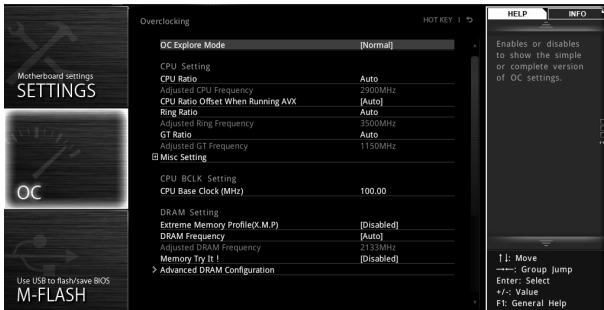 Motherboard settings
SETTINGS
OC
Use USB to flash/save BIOS
M-FLASH
Overclocking
HOT KEY
OC Explore Mode [Normal]
CPU Setting
CPU Ratio Auto
Adjusted CPU Frequency 2900MHz
CPU Ratio Offset When Running AVX [Auto]
Ring Ratio Auto
Adjusted Ring Frequency 3500MHz
GT Ratio Auto
Adjusted GT Frequency 1150MHz
Misc Setting
CPU BCLK Setting
CPU Base Clock (MHz) 100.00
DRAM Setting
Extreme Memory Profile(X.M.P) [Disabled]
DRAM Frequency [Auto]
Adjusted DRAM Frequency 2133MHz
Memory Try It ! [Disabled]
> Advanced DRAM Configuration
HELP INFO
Enables or disables
to show the simple
or complete version
of OC settings.
↑↓: Move
→←: Group Jump
Enter: Select
+/-: Value
F1: General Help